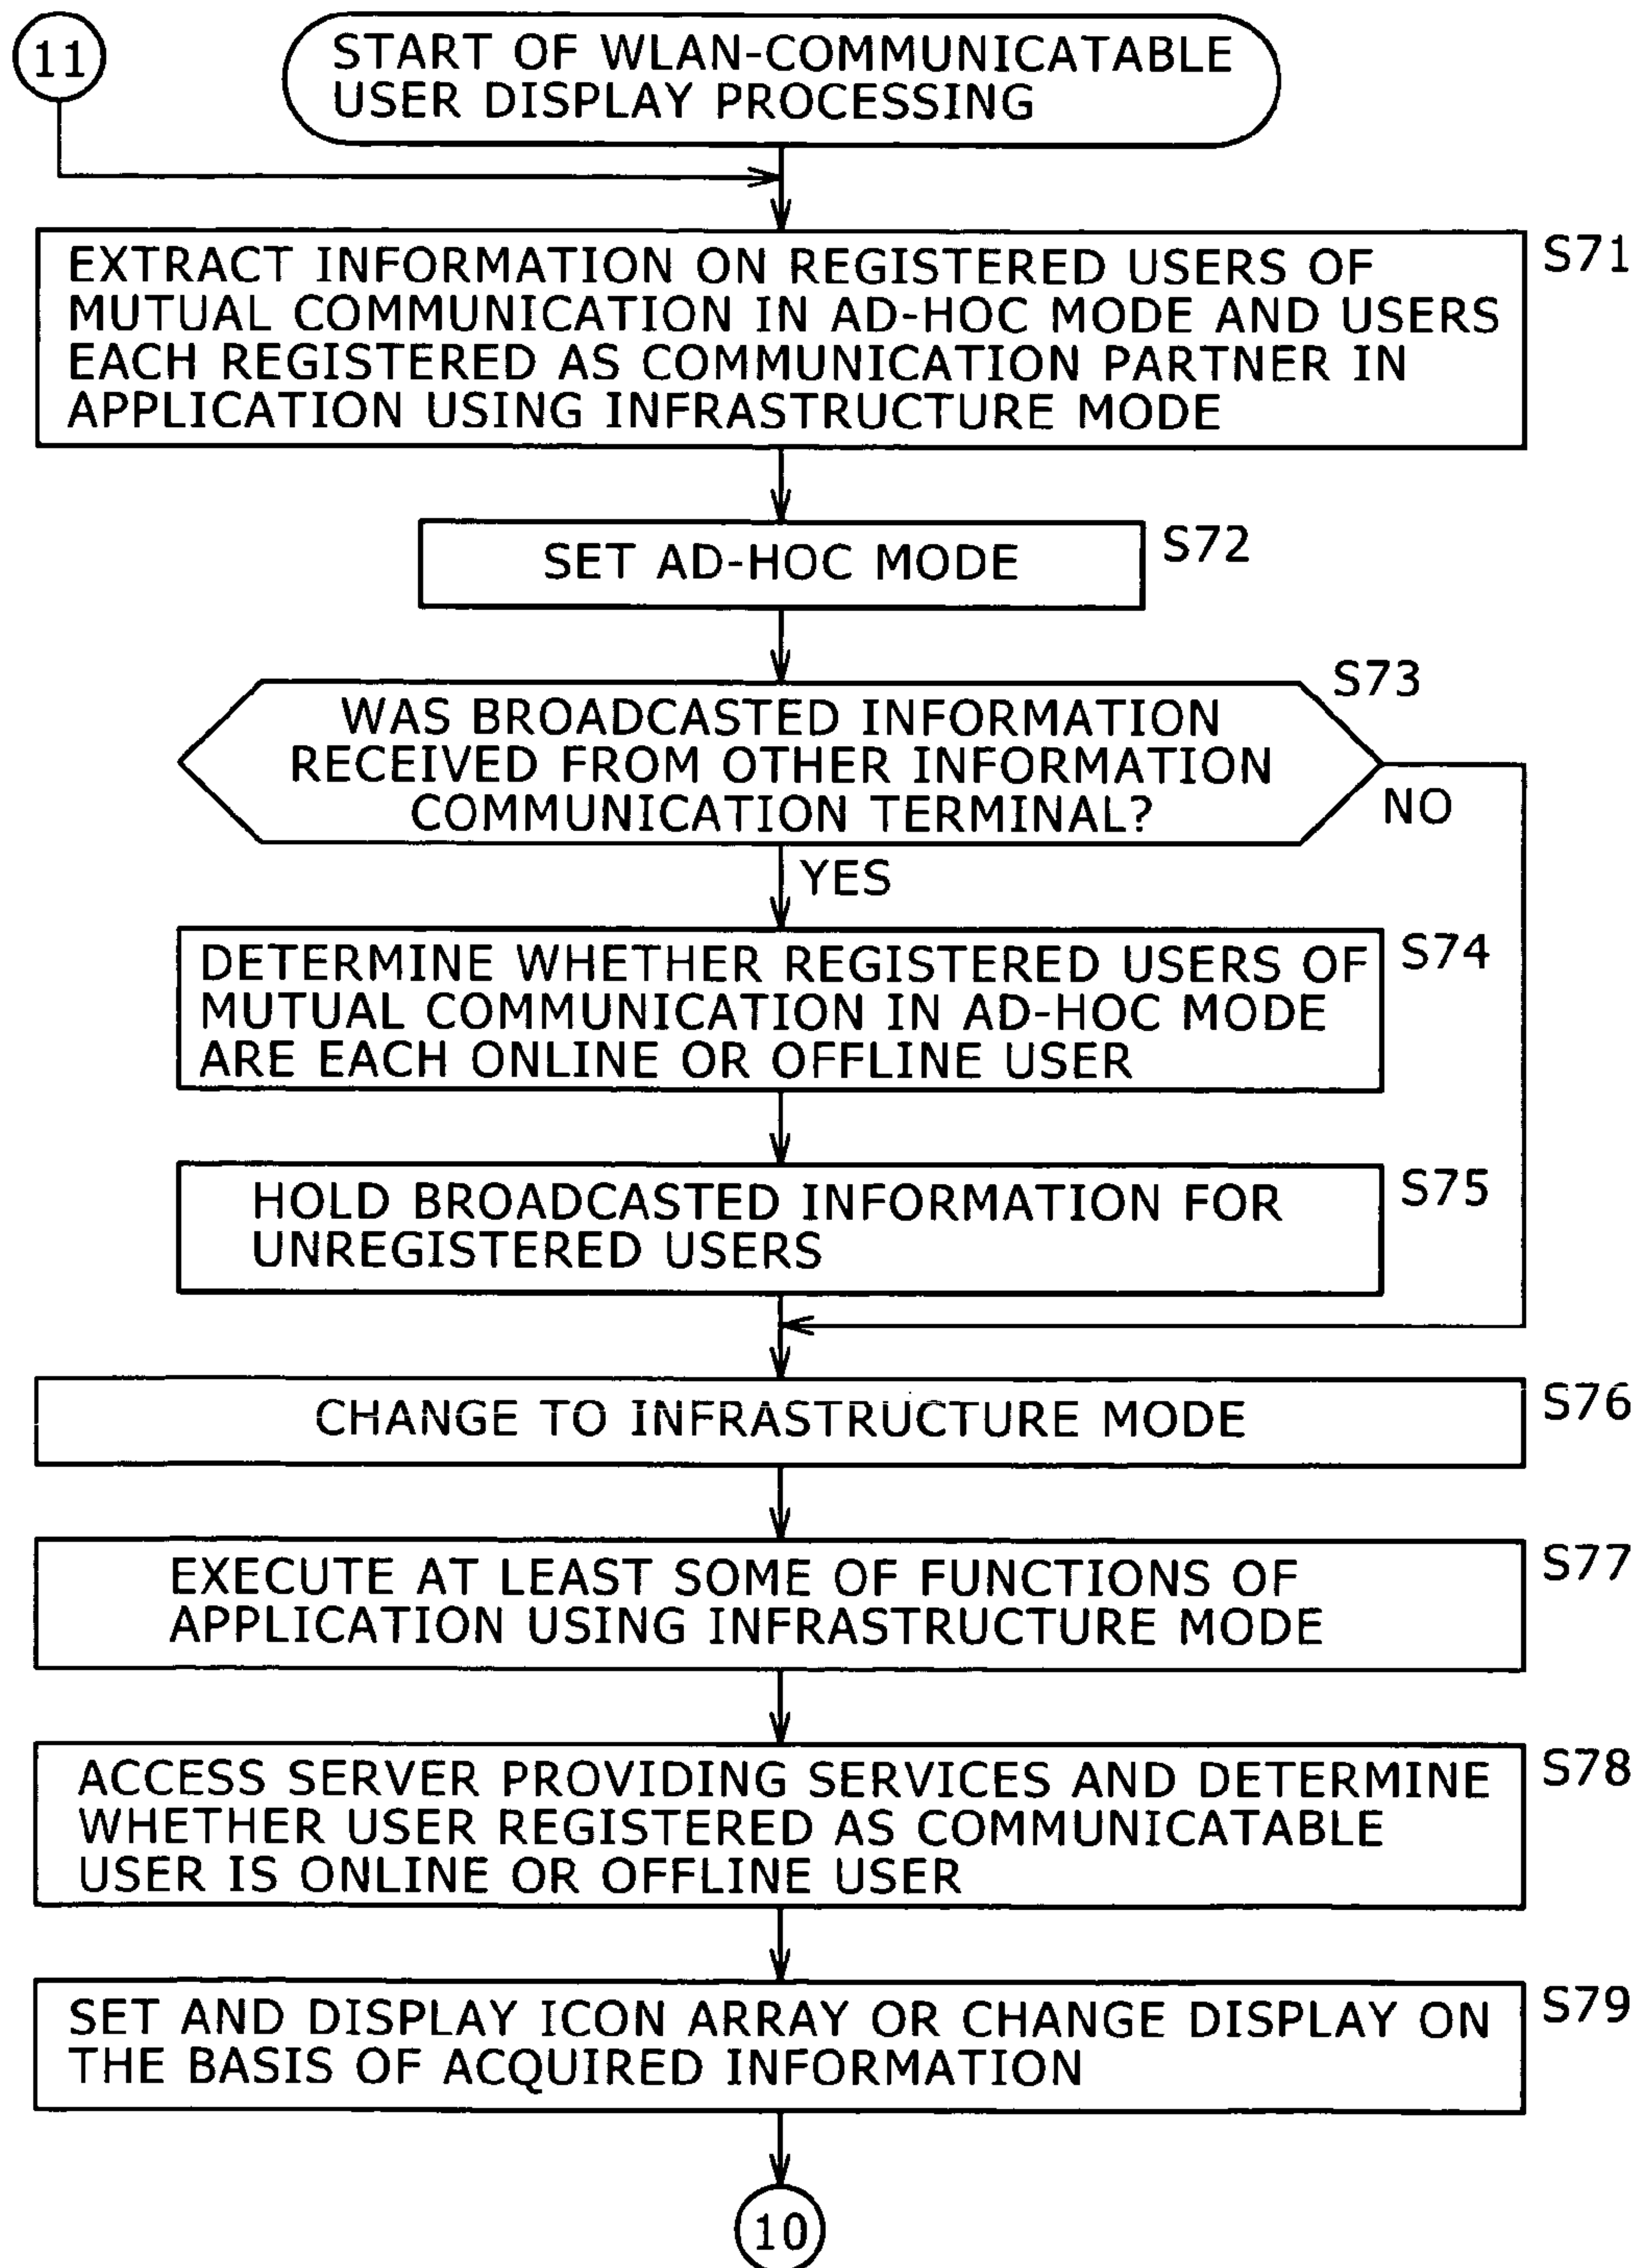 11
START OF WLAN-COMMUNICATABLE
USER DISPLAY PROCESSING
EXTRACT INFORMATION ON REGISTERED USERS OF
MUTUAL COMMUNICATION IN AD-HOC MODE AND USERS
EACH REGISTERED AS COMMUNICATION PARTNER IN
APPLICATION USING INFRASTRUCTURE MODE
S71
SET AD-HOC MODE
S72
WAS BROADCASTED INFORMATION
RECEIVED FROM OTHER INFORMATION
COMMUNICATION TERMINAL?
S73
NO
YES
DETERMINE WHETHER REGISTERED USERS OF
MUTUAL COMMUNICATION IN AD-HOC MODE
ARE EACH ONLINE OR OFFLINE USER
S74
HOLD BROADCASTED INFORMATION FOR
UNREGISTERED USERS
S75
CHANGE TO INFRASTRUCTURE MODE
S76
EXECUTE AT LEAST SOME OF FUNCTIONS OF
APPLICATION USING INFRASTRUCTURE MODE
S77
ACCESS SERVER PROVIDING SERVICES AND DETERMINE
WHETHER USER REGISTERED AS COMMUNICATABLE
USER IS ONLINE OR OFFLINE USER
S78
SET AND DISPLAY ICON ARRAY OR CHANGE DISPLAY ON
THE BASIS OF ACQUIRED INFORMATION
S79
10